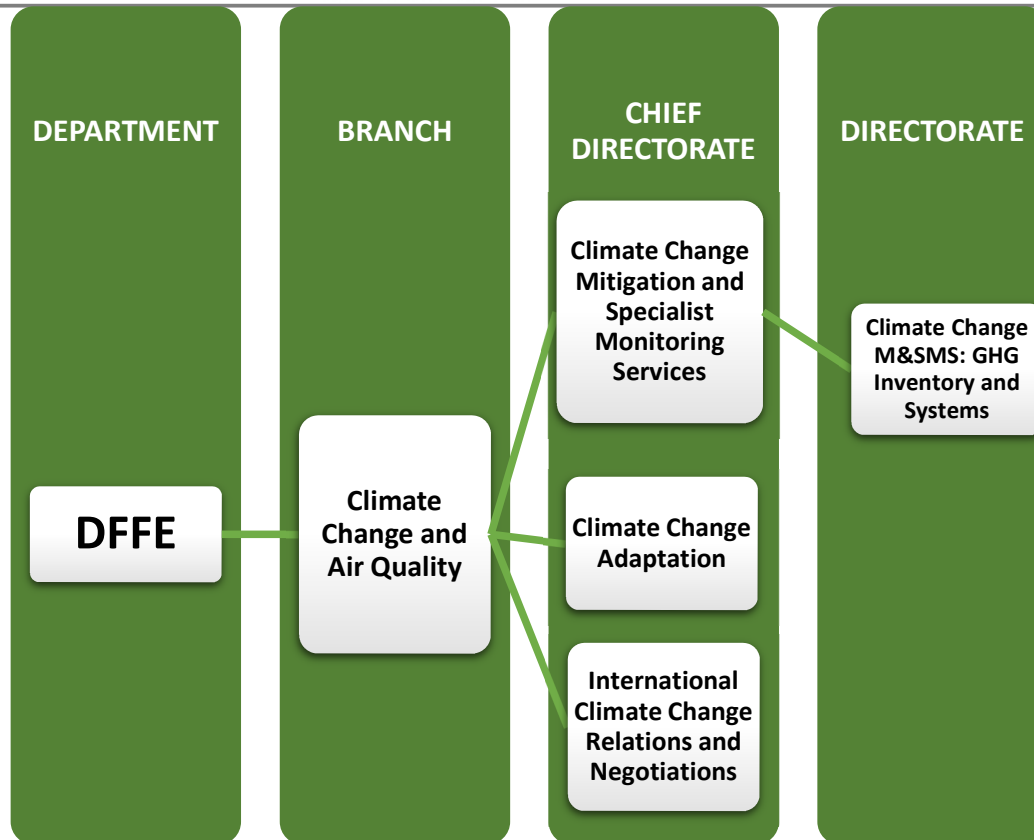 DEPARTMENT
BRANCH
CHIEF
DIRECTORATE
DIRECTORATE
DFFE
Climate
Change and
Air Quality
Climate Change
Mitigation and
Specialist
Monitoring
Services
Climate Change
Adaptation
International
Climate Change
Relations and
Negotiations
Climate Change
M&SMS: GHG
Inventory and
Systems